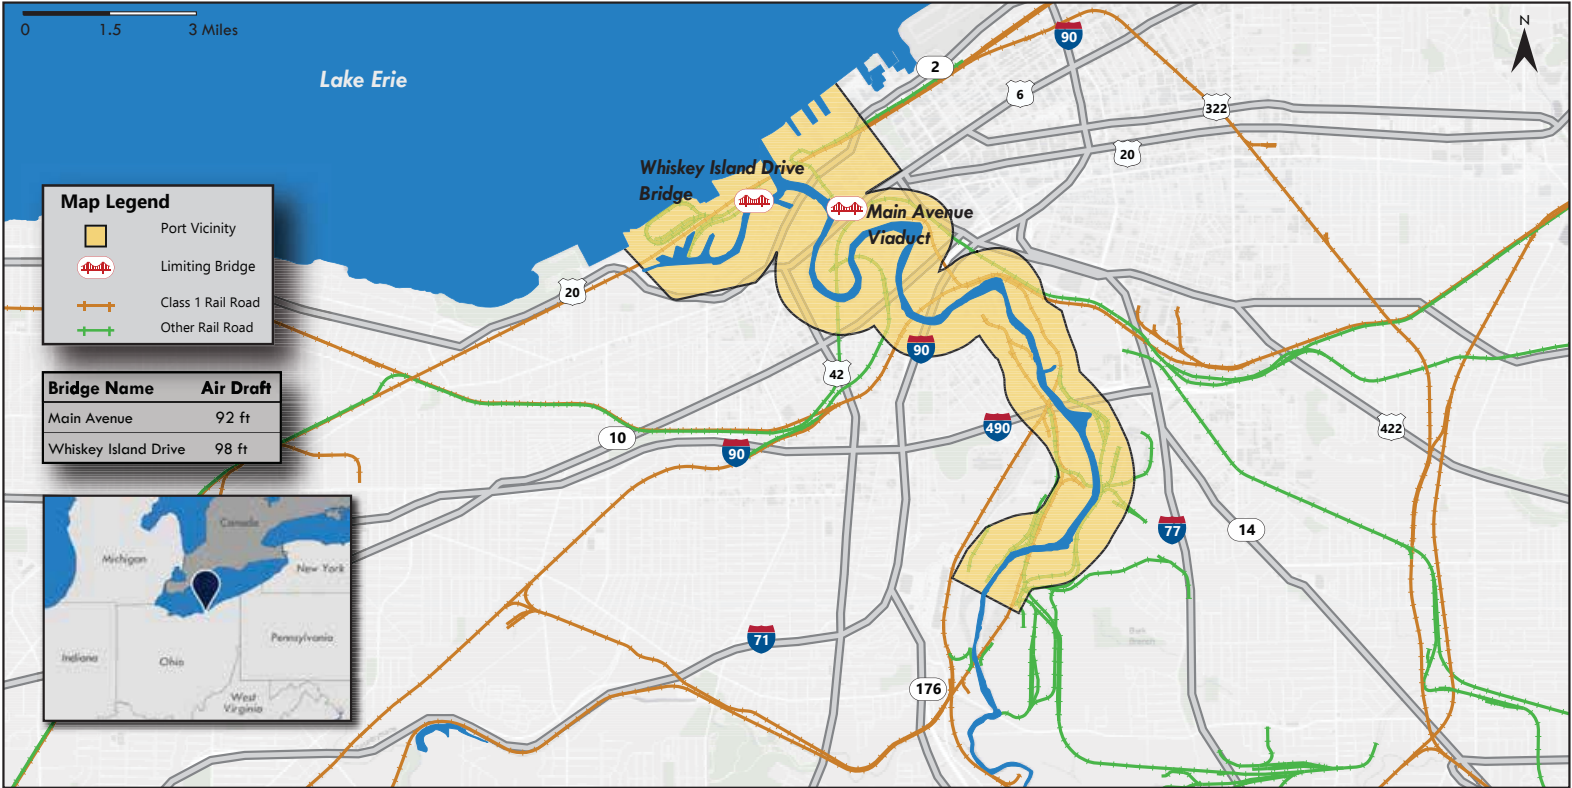 0 1.5 3 Miles
N
Lake Erie
90
2
6
322
20
Whiskey Island Drive
Bridge
Main Avenue
Viaduct
Map Legend
Port Vicinity
Limiting Bridge
Class 1 Rail Road
Other Rail Road
20
90
42
Bridge Name Air Draft
Main Avenue 92 ft
Whiskey Island Drive 98 ft
10
90
490
422
77
14
Canada
Michigan
New York
Pennsylvania
Indiana
Ohio
West
Virginia
71
176